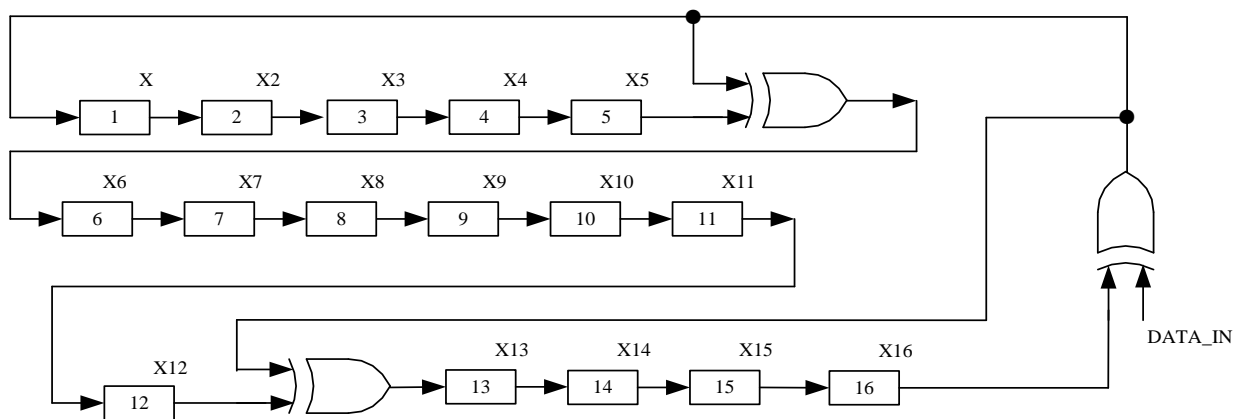 X X2 X3 X4 X5
1 2 3 4 5
X6 X7 X8 X9 X10 X11
6 7 8 9 10 11
DATA_IN
X12 X13 X14 X15 X16
12 13 14 15 16